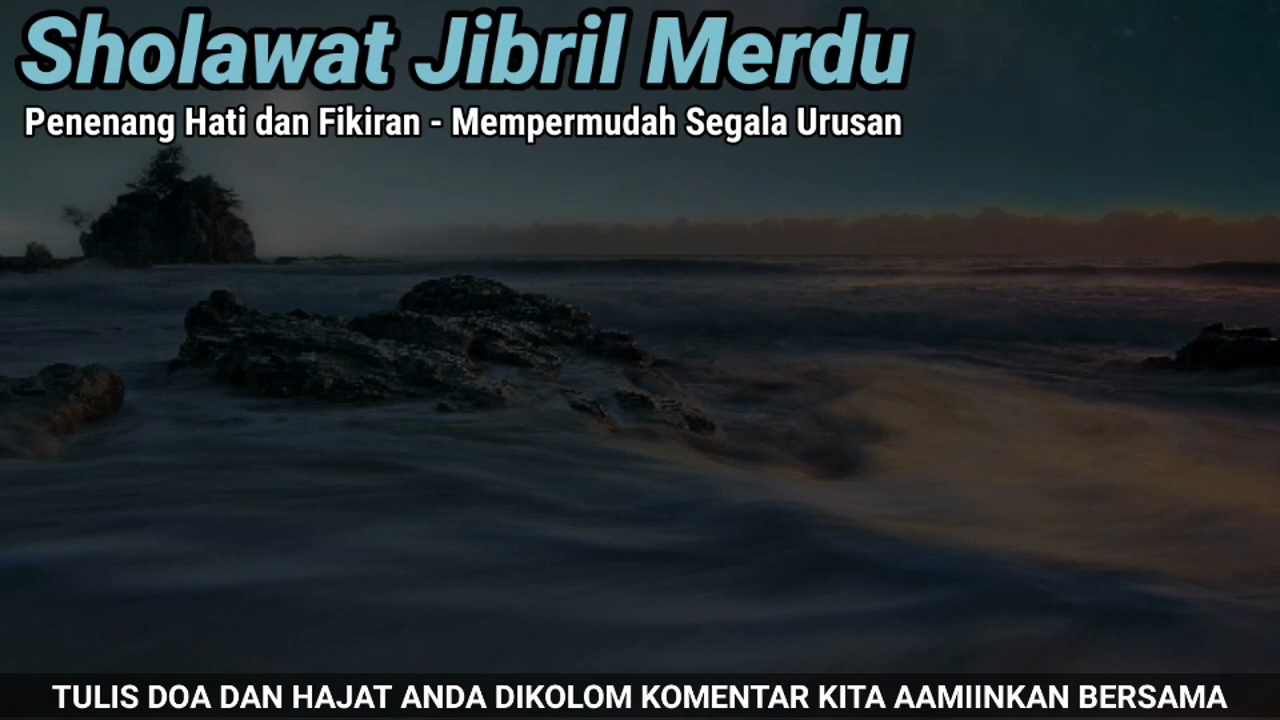 Sholawat Jibril Merdu
Penenang Hati dan Fikiran - Mempermudah Segala Urusan
TULIS DOA DAN HAJAT ANDA DIKOLOM KOMENTAR KITA AAMIINKAN BERSAMA